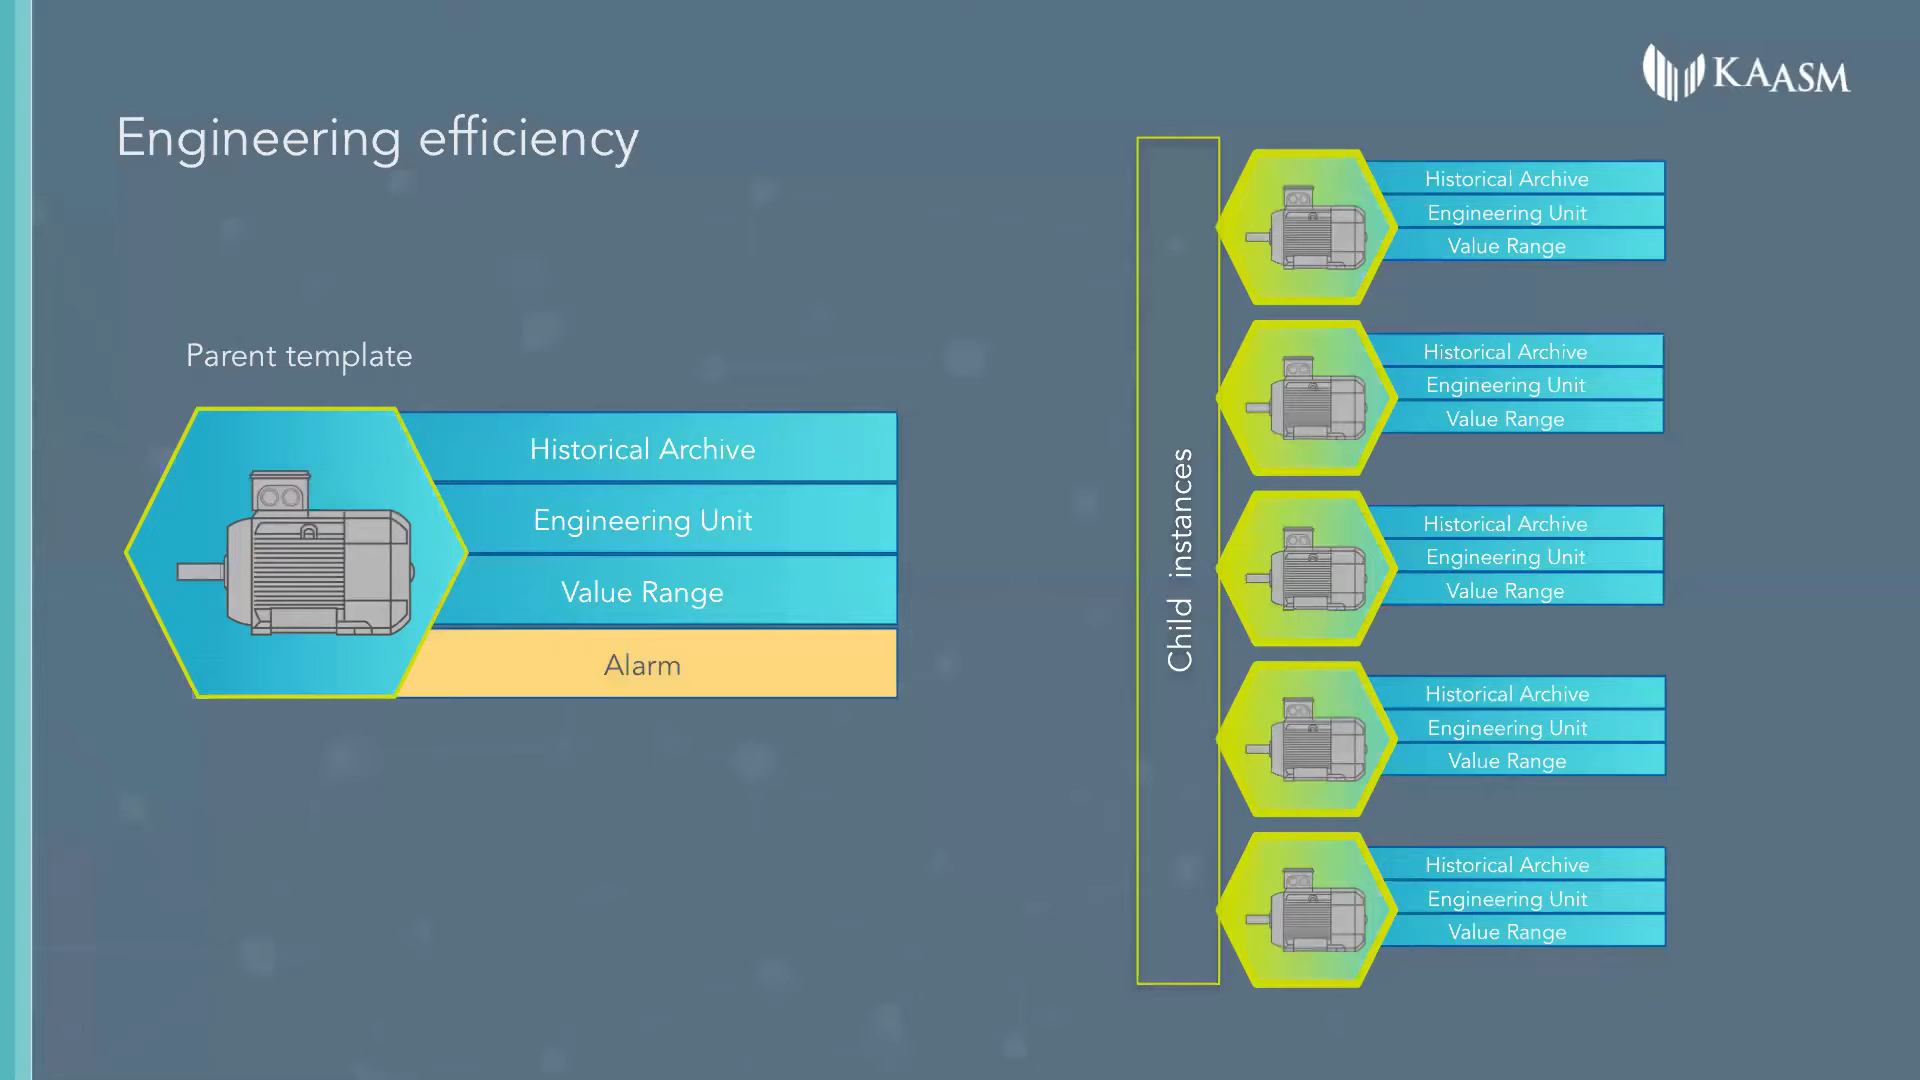 KAASM
Engineering efficiency
Parent template
Historical Archive
Engineering Unit
Value Range
Alarm
Child instances
Historical Archive
Engineering Unit
Value Range
Historical Archive
Engineering Unit
Value Range
Historical Archive
Engineering Unit
Value Range
Historical Archive
Engineering Unit
Value Range
Historical Archive
Engineering Unit
Value Range